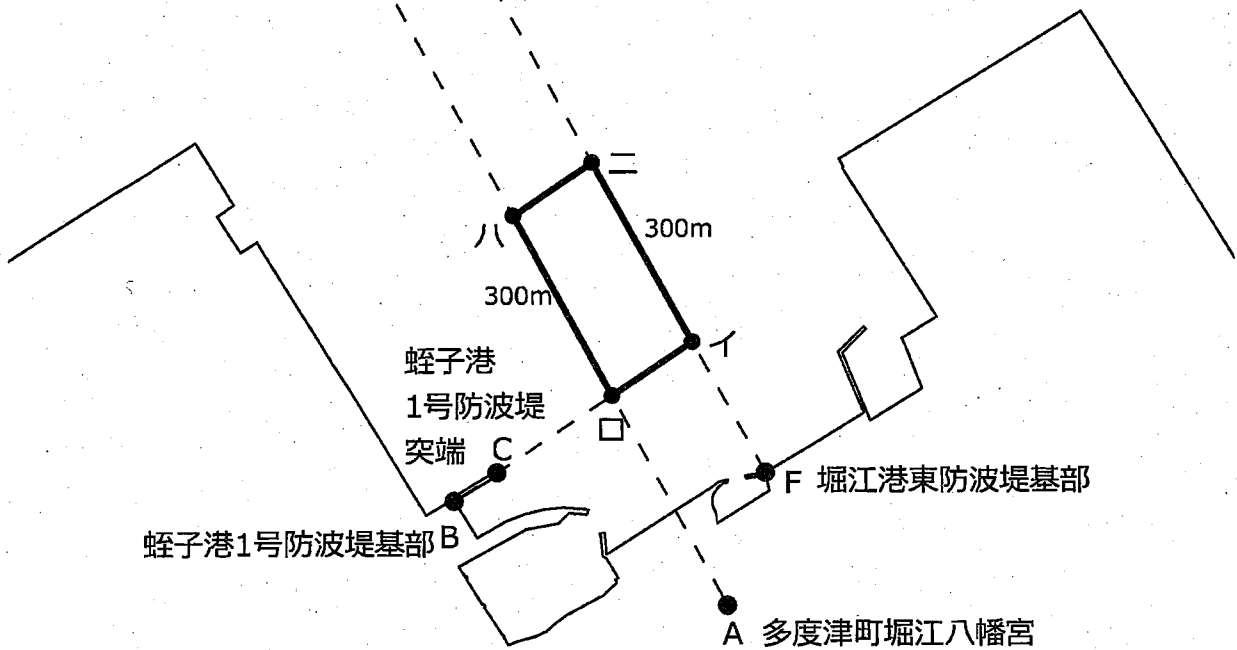 ニ
ハ
300m
300m
イ
蛭子港
1号防波堤
突端
C
ロ
F 堀江港東防波堤基部
蛭子港1号防波堤基部
B
A 多度津町堀江八幡宮